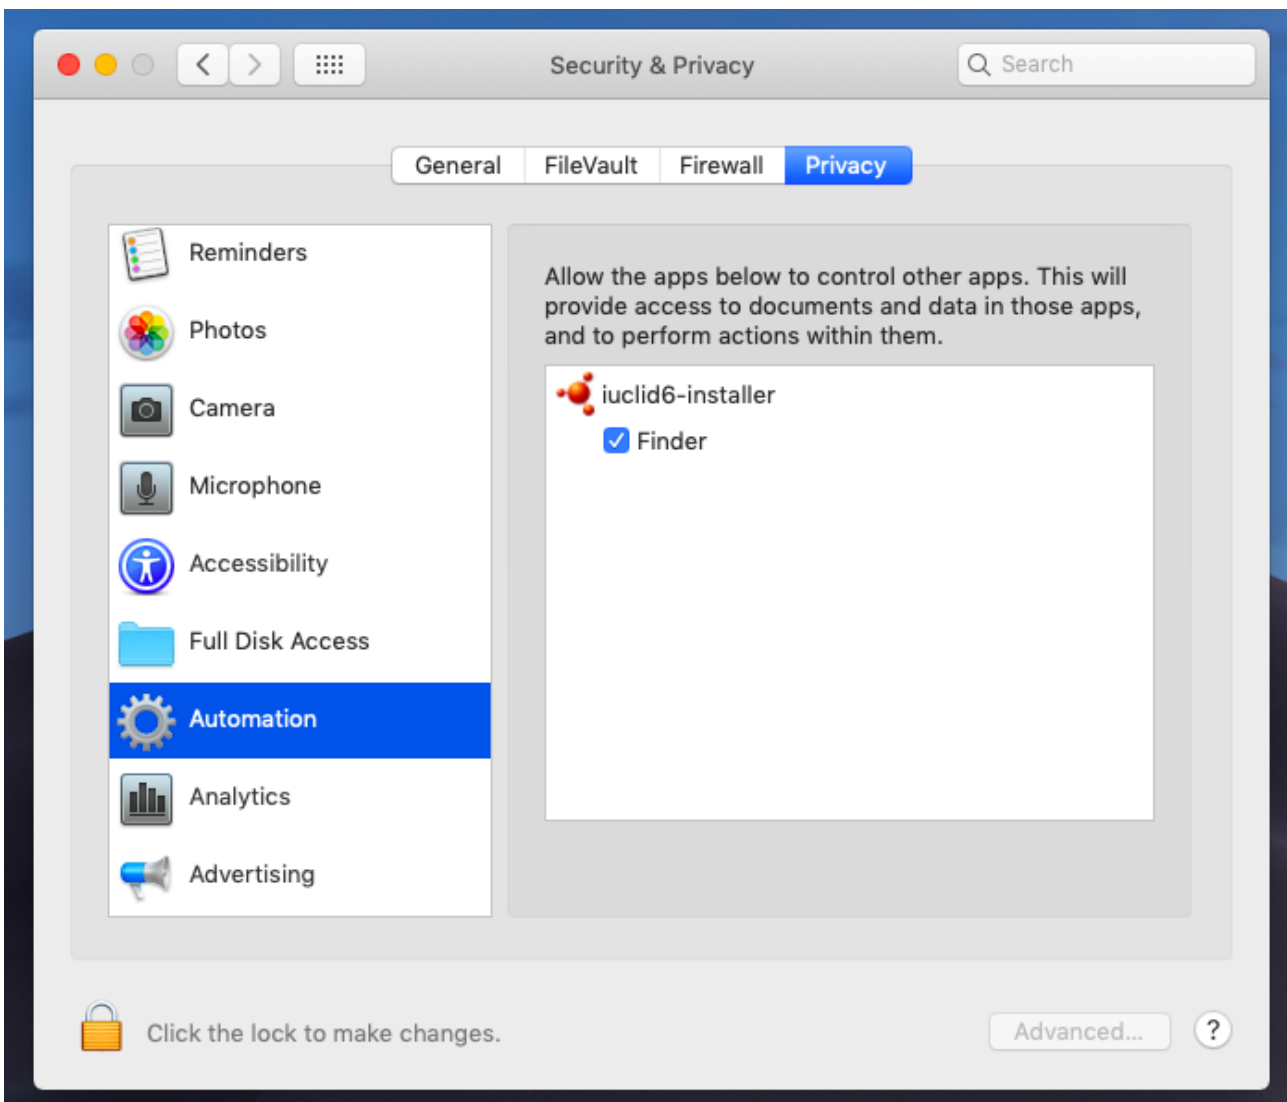 Security & Privacy
Search
General
FileVault
Firewall
Privacy
Reminders
Photos
Camera
Microphone
Accessibility
Full Disk Access
Automation
Analytics
Advertising
Allow the apps below to control other apps. This will
provide access to documents and data in those apps,
and to perform actions within them.
iuclid6-installer
Finder
Click the lock to make changes.
Advanced...
?